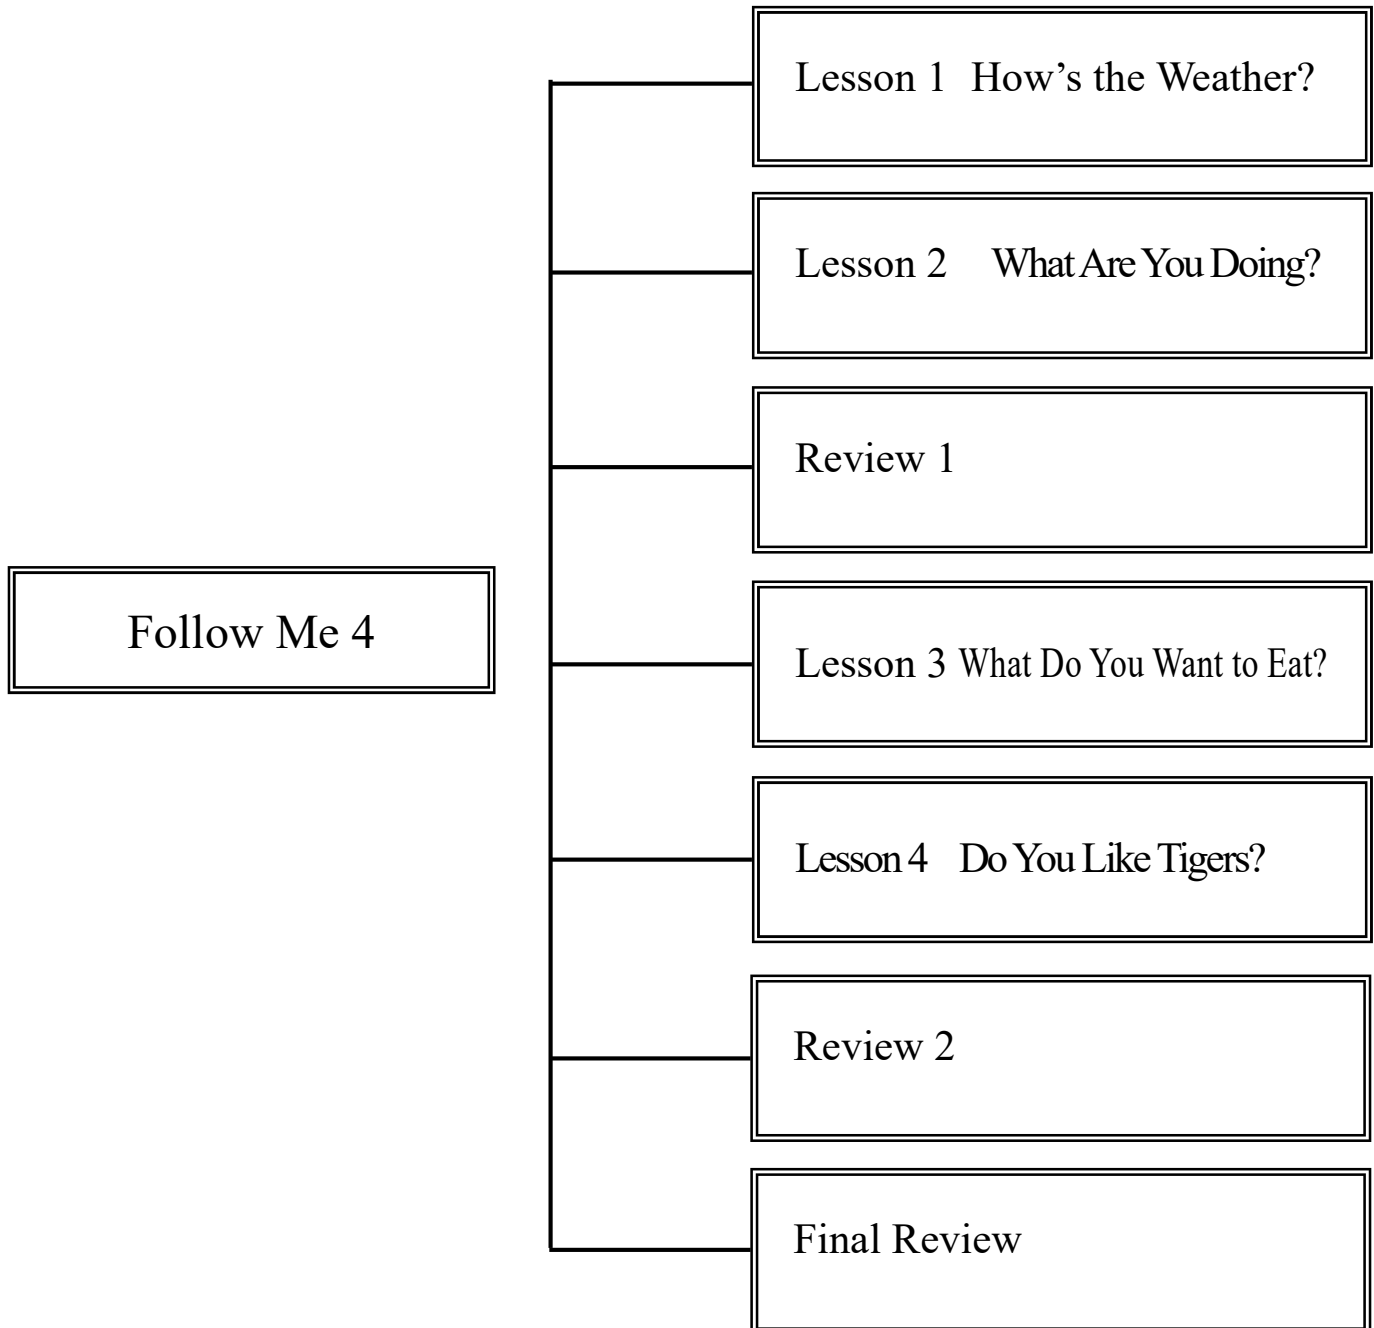 Lesson 1 How’s the Weather?
Lesson 2 What Are You Doing?
Review 1
Follow Me 4
Lesson 3 What Do You Want to Eat?
Lesson 4 Do You Like Tigers?
Review 2
Final Review